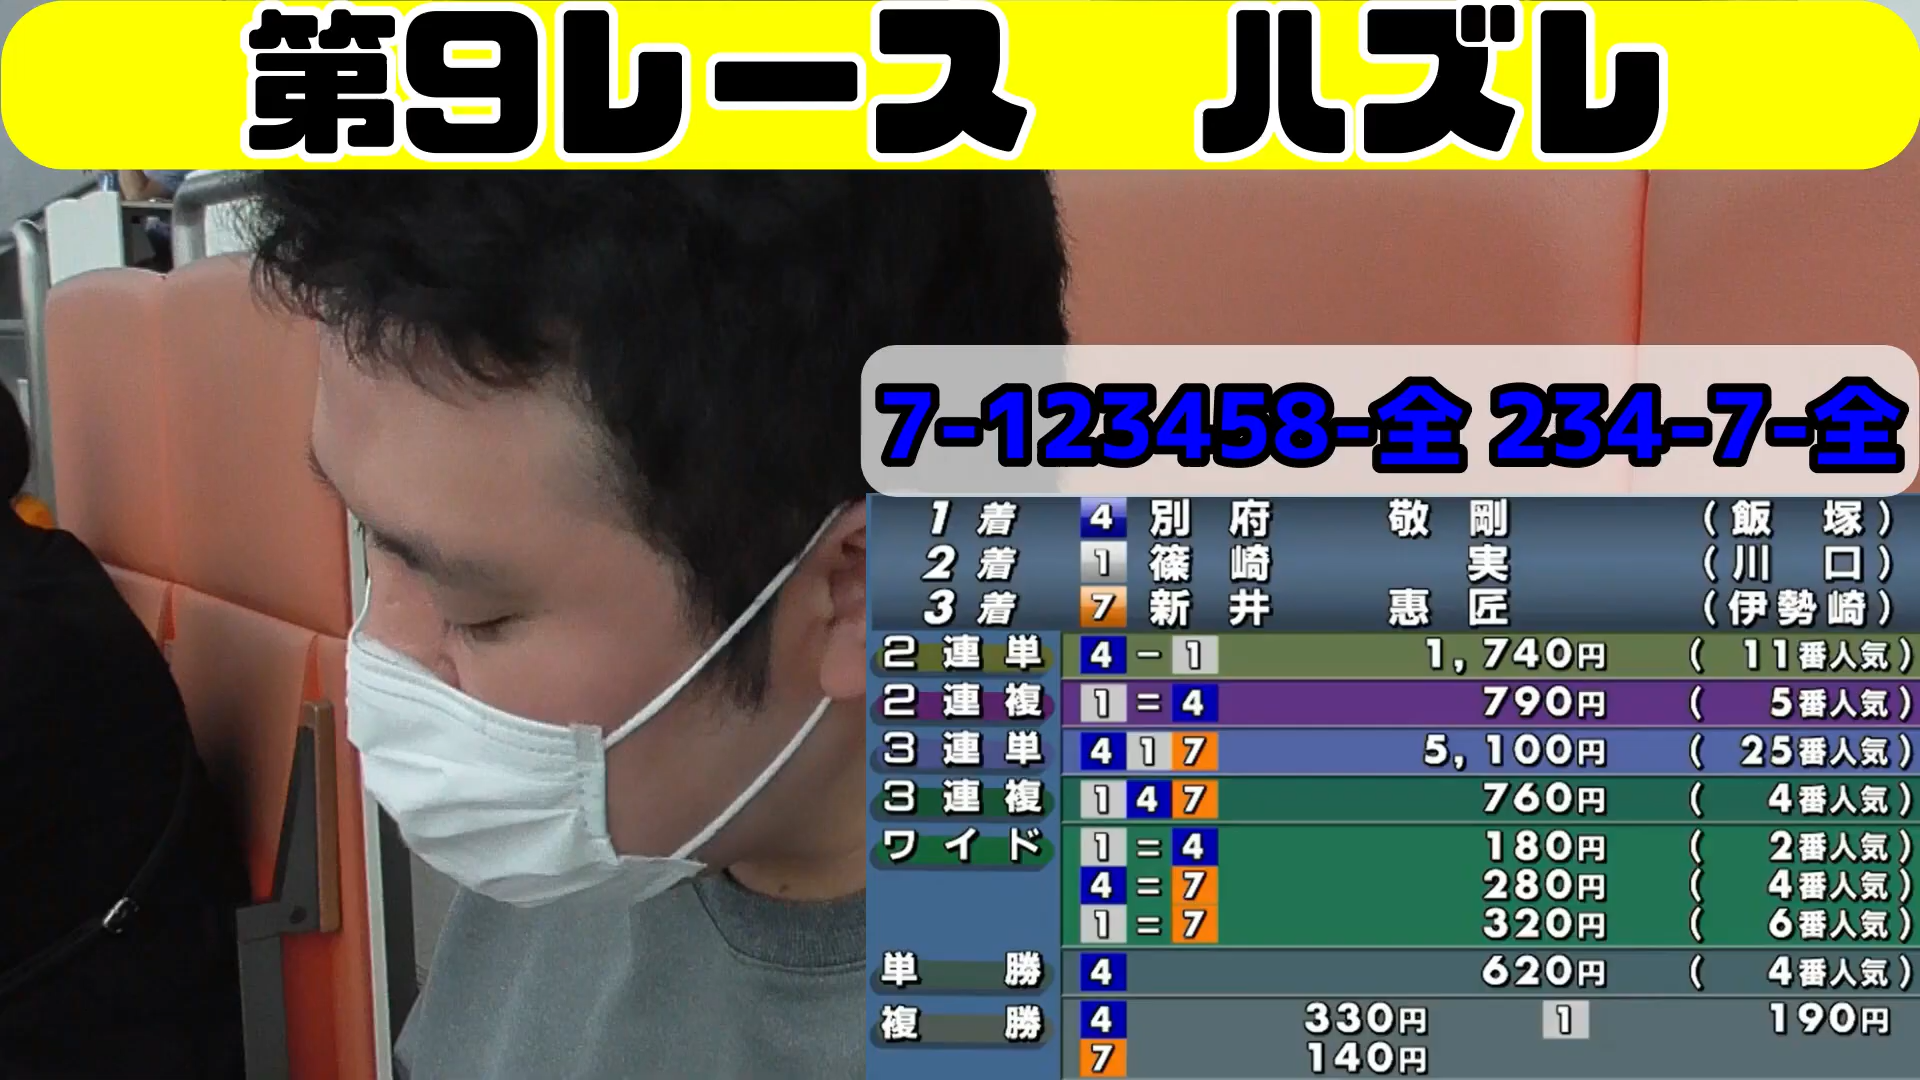 第9レース ハズレ
7-123458-全 234-7-全
1着 4 別府 敬剛 (飯塚)
2着 1 篠崎 実 (川口)
3着 7 新井 惠匠 (伊勢崎)
2連単 4-1 1,740円 (11番人気)
2連複 1=4 790円 (5番人気)
3連単 4 1 7 5,100円 (25番人気)
3連複 1 4 7 760円 (4番人気)
ワイド 1=4 180円 (2番人気)
4=7 280円 (4番人気)
1=7 320円 (6番人気)
単勝 4 620円 (4番人気)
複勝 4 330円 1 190円
7 140円